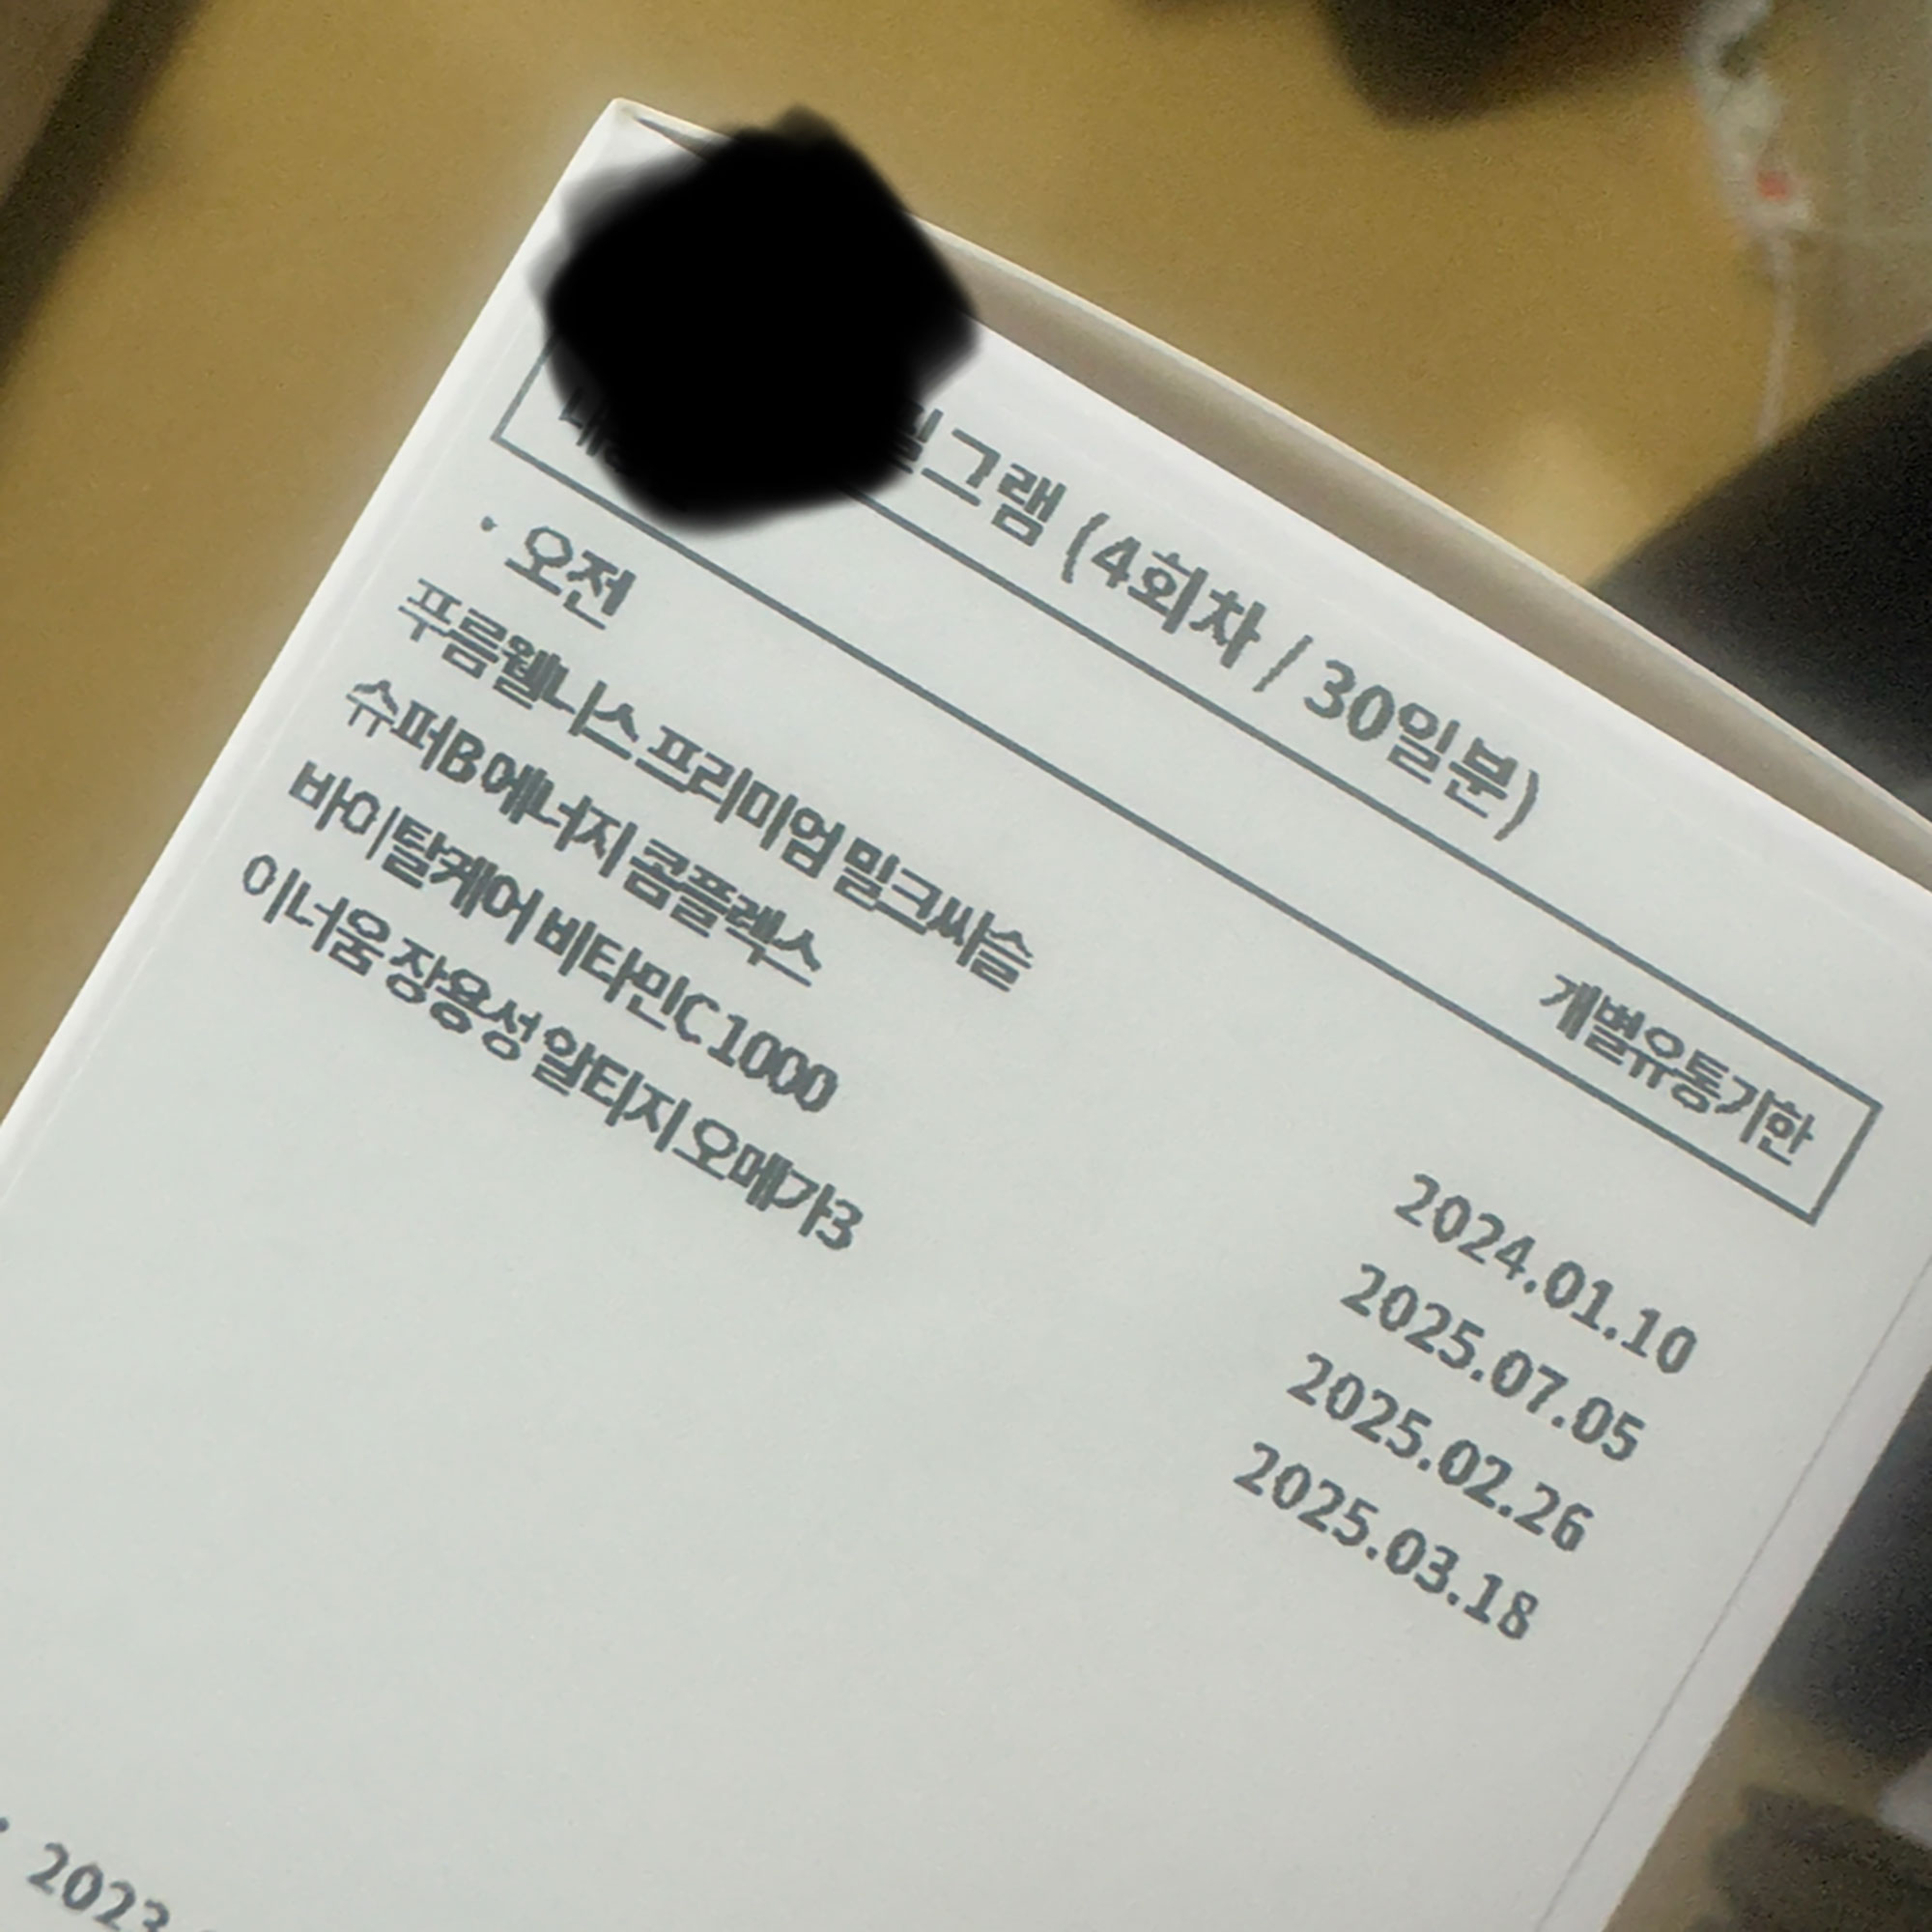 필그램 (4회차 / 30일분)
· 오전
개별유통기한
푸름웰니스 프리미엄 밀크씨슬 2024.01.10
슈퍼B 에너지 콤플렉스 2025.07.05
바이탈케어 비타민C 1000 2025.02.26
이너움 장용성 알티지 오메가3 2025.03.18
· 2023.